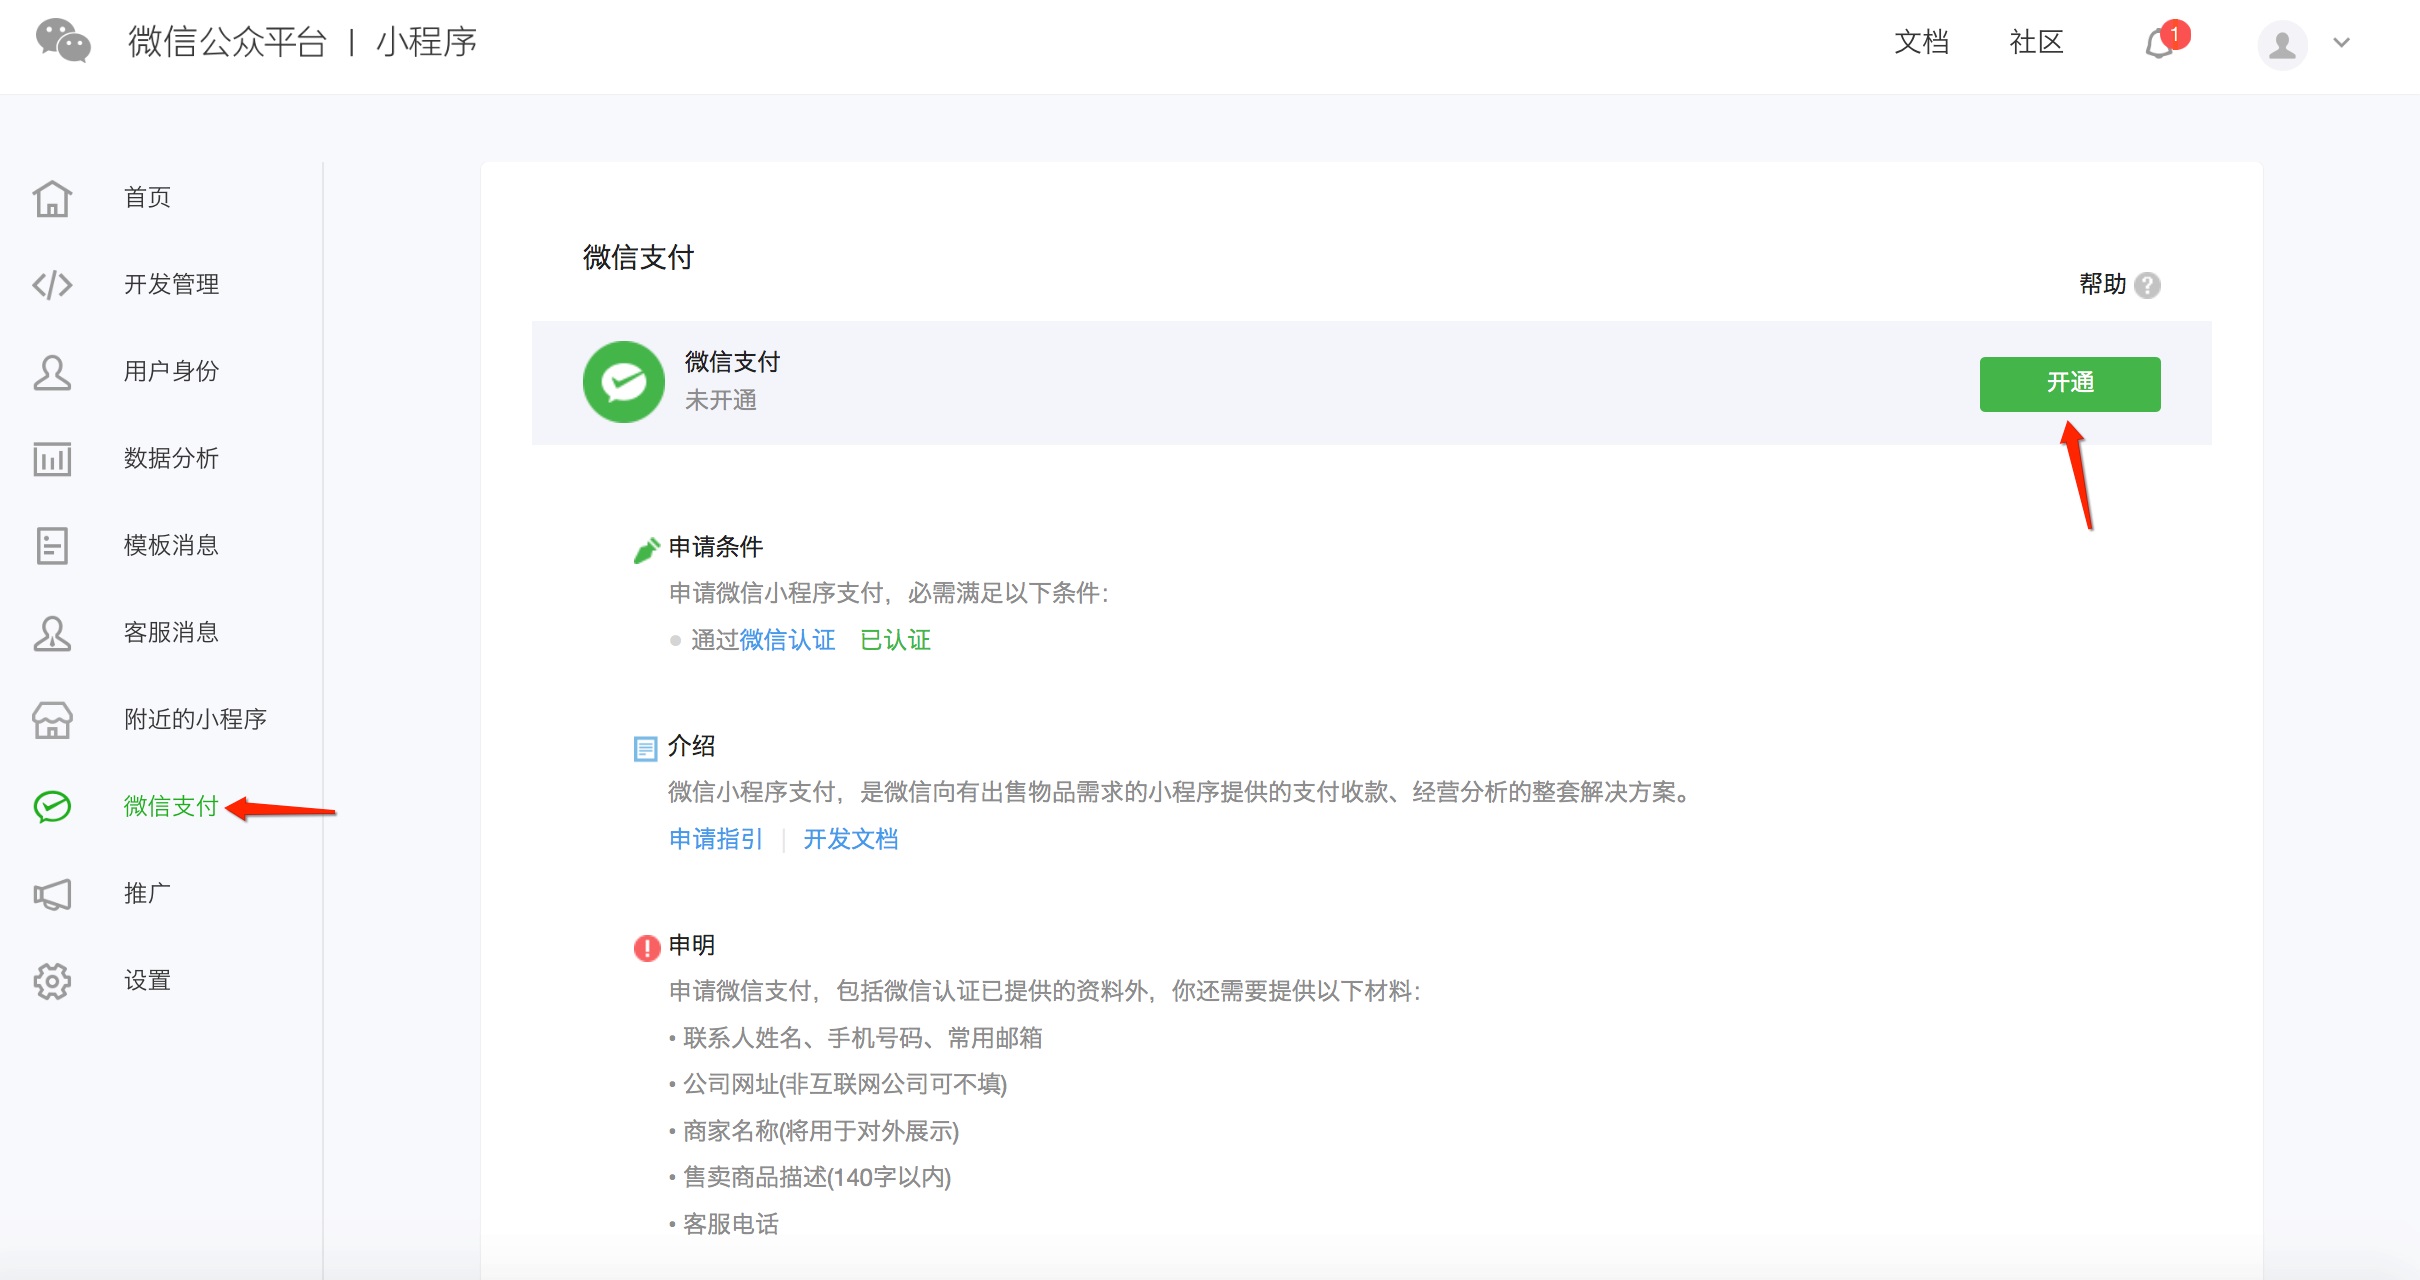 微信公众平台 | 小程序
文档
社区
1
首页
开发管理
用户身份
数据分析
模板消息
客服消息
附近的小程序
微信支付
推广
设置
微信支付
帮助 ?
微信支付
未开通
开通
申请条件
申请微信小程序支付，必需满足以下条件：
通过微信认证 已认证
介绍
微信小程序支付，是微信向有出售物品需求的小程序提供的支付收款、经营分析的整套解决方案。
申请指引 | 开发文档
申明
申请微信支付，包括微信认证已提供的资料外，你还需要提供以下材料：
• 联系人姓名、手机号码、常用邮箱
• 公司网址(非互联网公司可不填)
• 商家名称(将用于对外展示)
• 售卖商品描述(140字以内)
• 客服电话